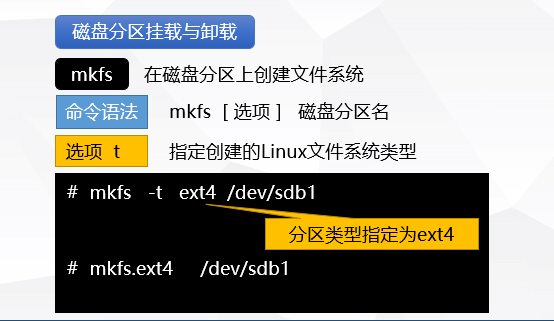 磁盘分区挂载与卸载
mkfs 在磁盘分区上创建文件系统
命令语法 mkfs [ 选项 ] 磁盘分区名
选项 t 指定创建的Linux文件系统类型
# mkfs -t ext4 /dev/sdb1
分区类型指定为ext4
# mkfs.ext4 /dev/sdb1